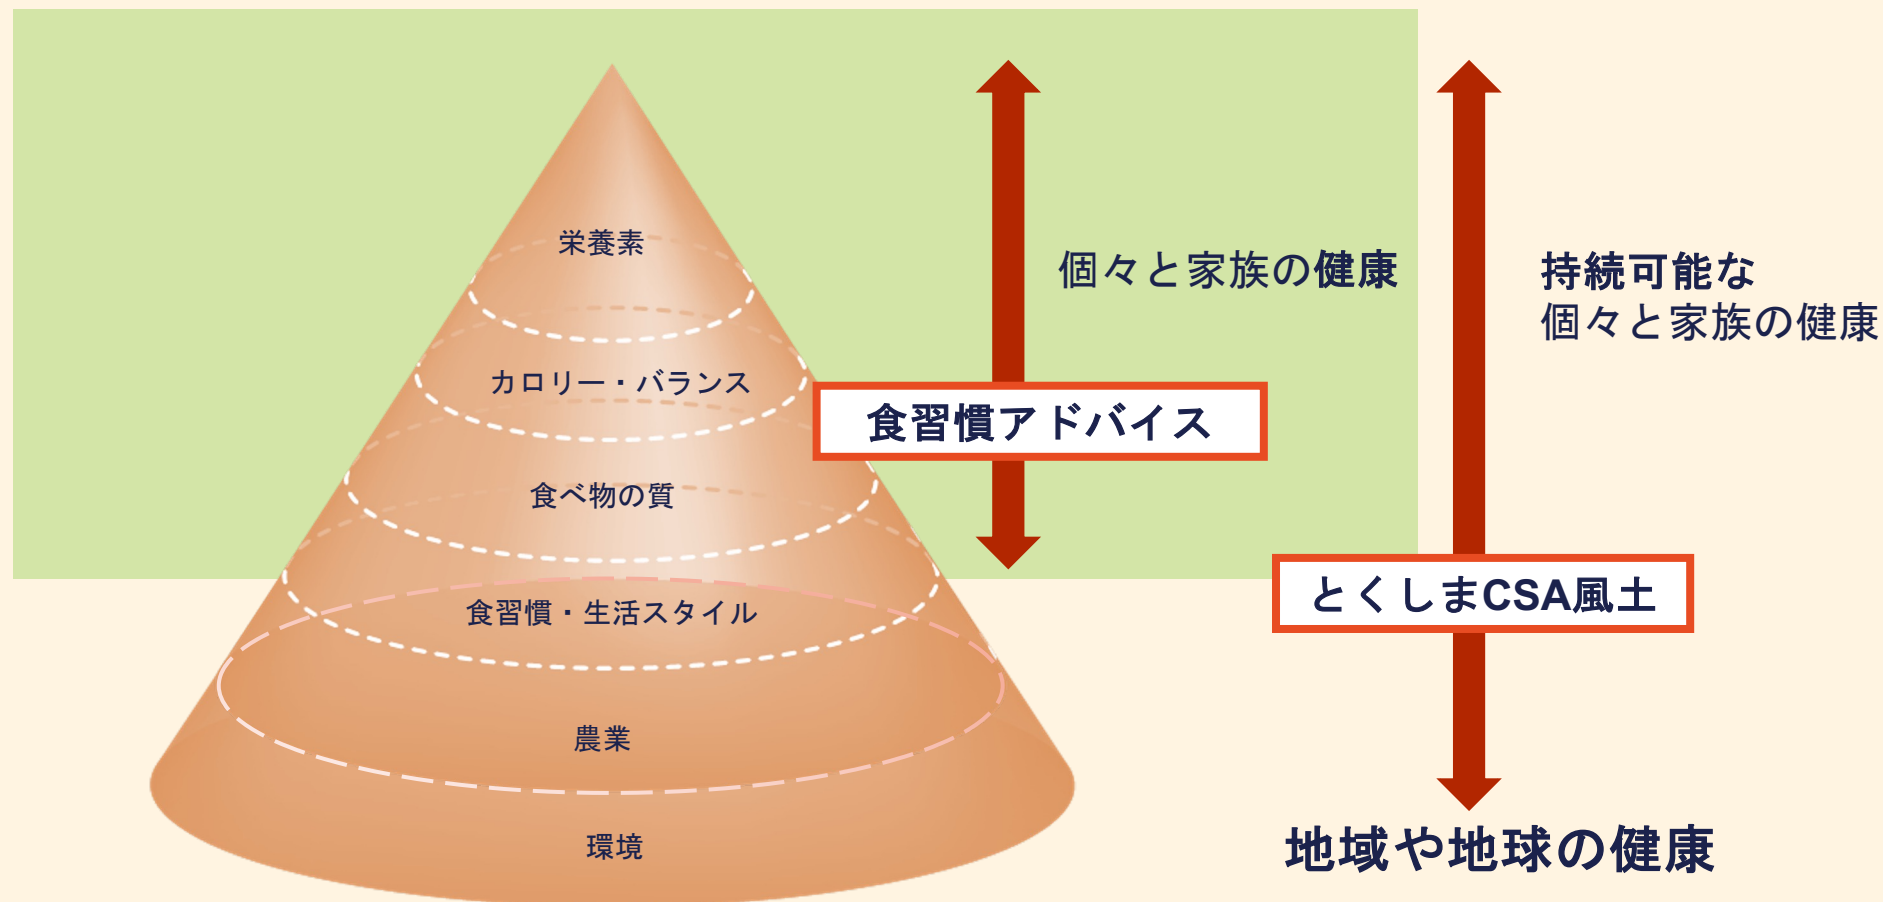 栄養素
カロリー・バランス
食べ物の質
食習慣・生活スタイル
農業
環境
個々と家族の健康
食習慣アドバイス
持続可能な
個々と家族の健康
とくしまCSA風土
地域や地球の健康